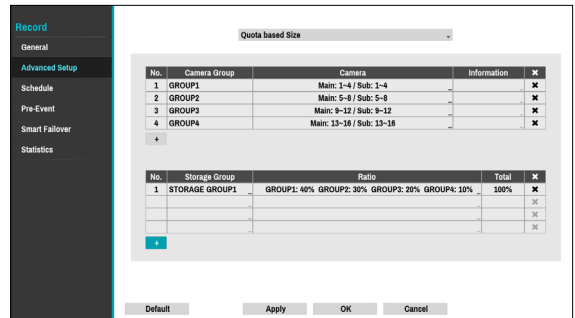 Record
General
Advanced Setup
Schedule
Pre-Event
Smart Failover
Statistics
Quota based Size
No. Camera Group Camera Information ✖
1 GROUP1 Main: 1~4 / Sub: 1~4 ... ... ✖
2 GROUP2 Main: 5~8 / Sub: 5~8 ... ... ✖
3 GROUP3 Main: 9~12 / Sub: 9~12 ... ... ✖
4 GROUP4 Main: 13~16 / Sub: 13~16 ... ... ✖
+
No. Storage Group Ratio Total ✖
1 STORAGE GROUP1 ... GROUP1: 40% GROUP2: 30% GROUP3: 20% GROUP4: 10% ... 100% ✖
... ... ✖
... ... ✖
... ... ✖
+
Default Apply OK Cancel